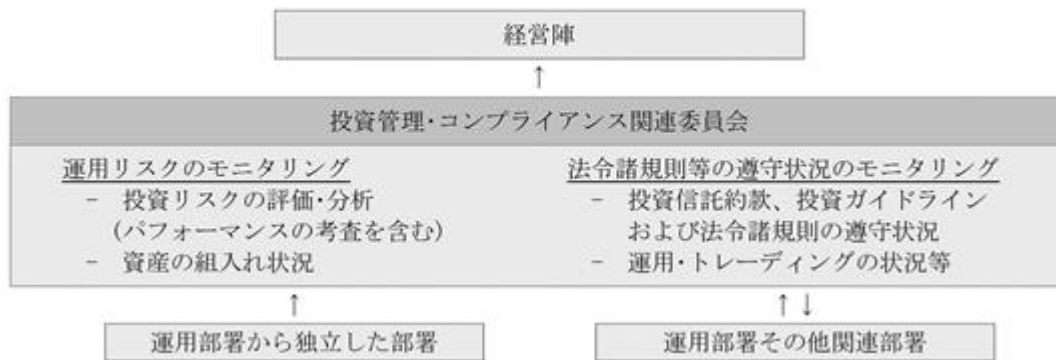 経営陣
↑
投資管理・コンプライアンス関連委員会
運用リスクのモニタリング
- 投資リスクの評価・分析
(パフォーマンスの考査を含む)
- 資産の組入れ状況
法令諸規則等の遵守状況のモニタリング
- 投資信託約款、投資ガイドライン
および法令諸規則の遵守状況
- 運用・トレーディングの状況等
↑
↑↓
運用部署から独立した部署
運用部署その他関連部署